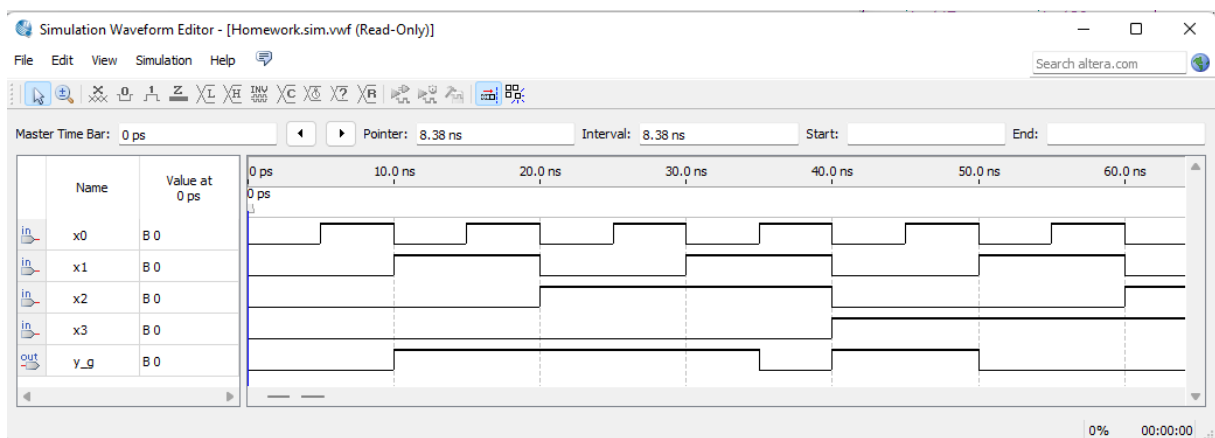 Simulation Waveform Editor - [Homework.sim.vwf (Read-Only)]
File Edit View Simulation Help
Search altera.com
Master Time Bar: 0 ps Pointer: 8.38 ns Interval: 8.38 ns Start: End:
Name Value at 0 ps
0 ps 10.0 ns 20.0 ns 30.0 ns 40.0 ns 50.0 ns 60.0 ns
0 ps
in x0 B 0
in x1 B 0
in x2 B 0
in x3 B 0
out y_g B 0
0% 00:00:00